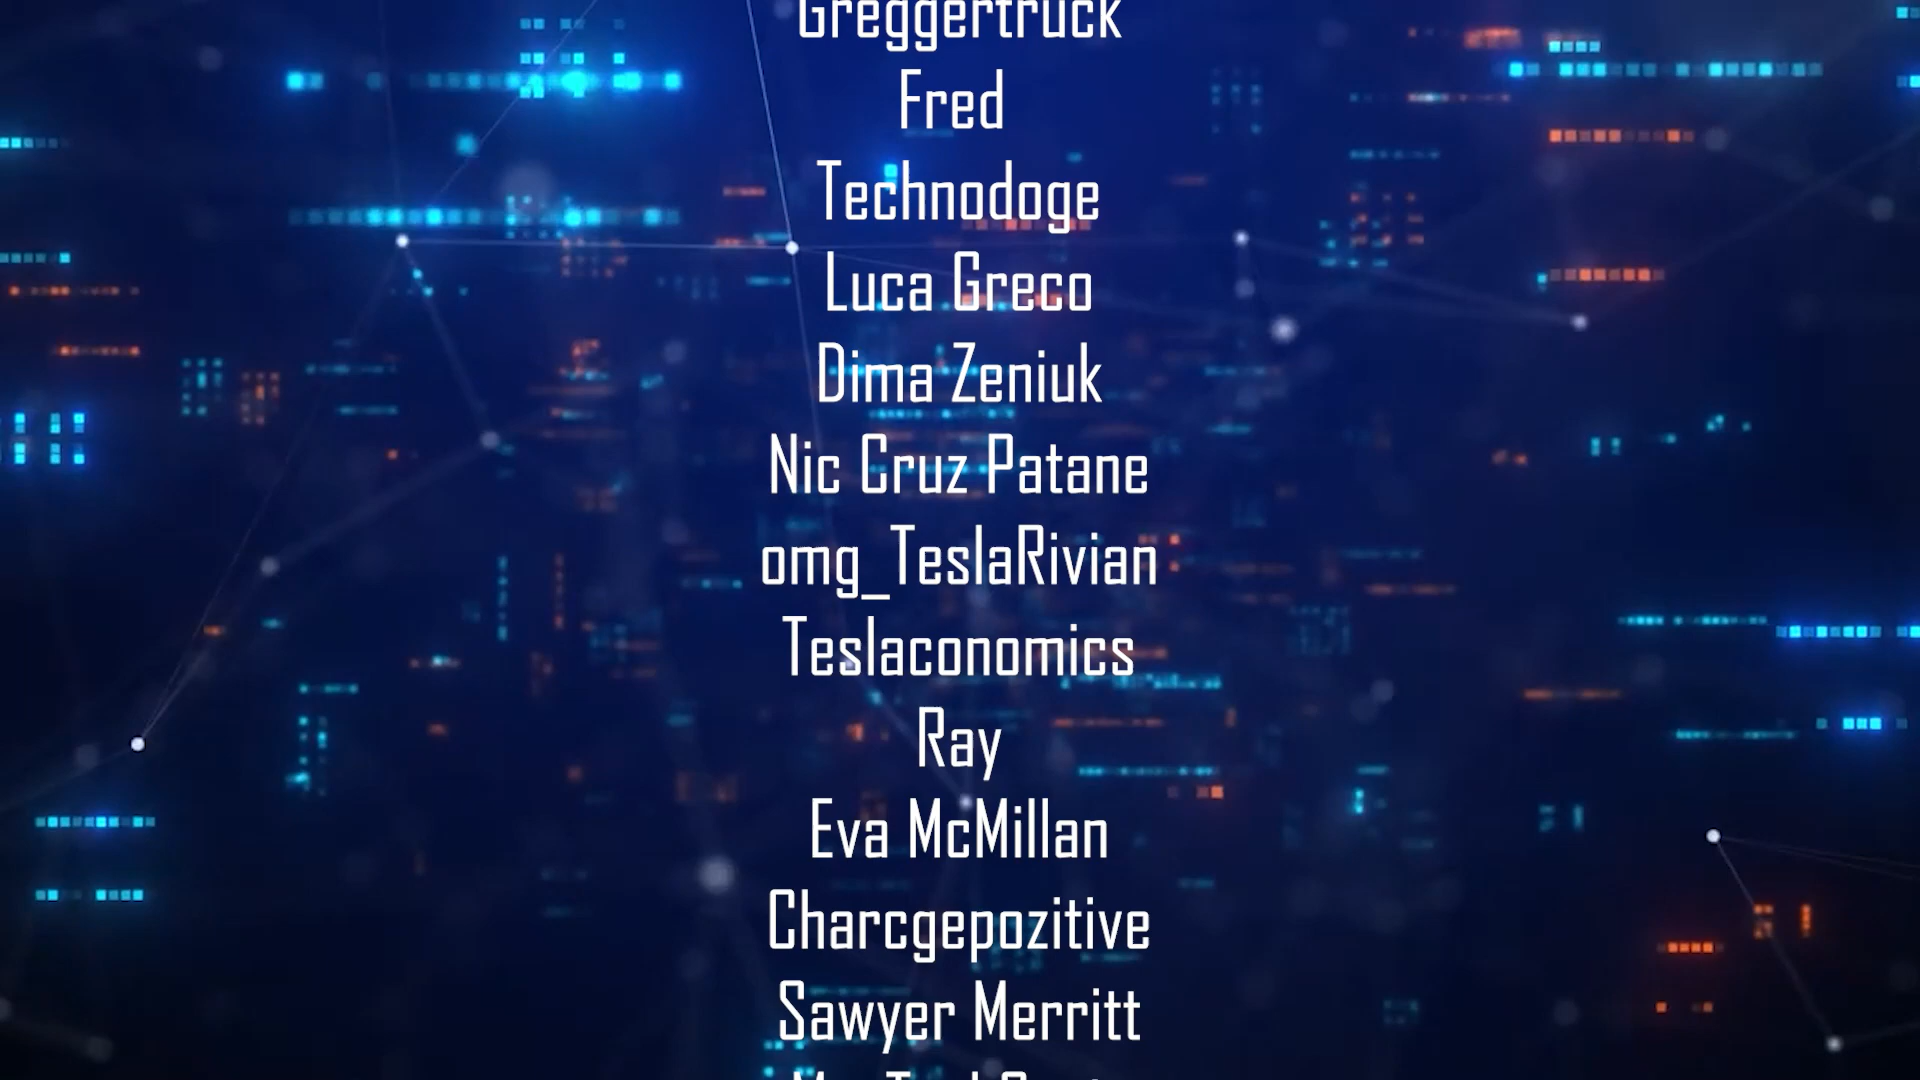 Greggertruck
Fred
Technodoge
Luca Greco
Dima Zeniuk
Nic Cruz Patane
omg_TeslaRivian
Teslaconomics
Ray
Eva McMillan
Charcgepozitive
Sawyer Merritt